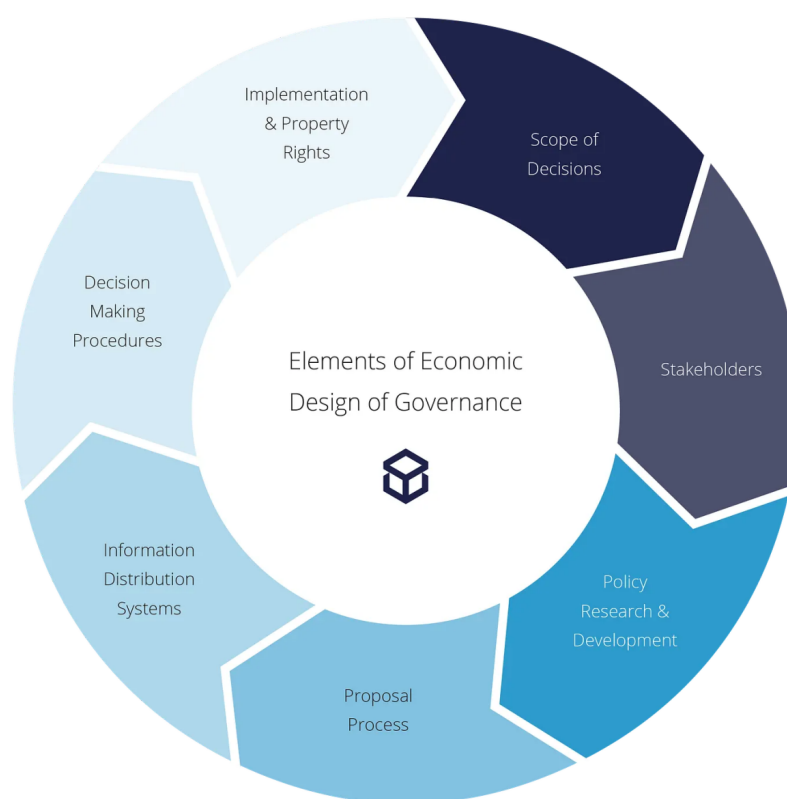 Elements of Economic
Design of Governance
Scope of
Decisions
Stakeholders
Policy
Research &
Development
Proposal
Process
Information
Distribution
Systems
Decision
Making
Procedures
Implementation
& Property
Rights